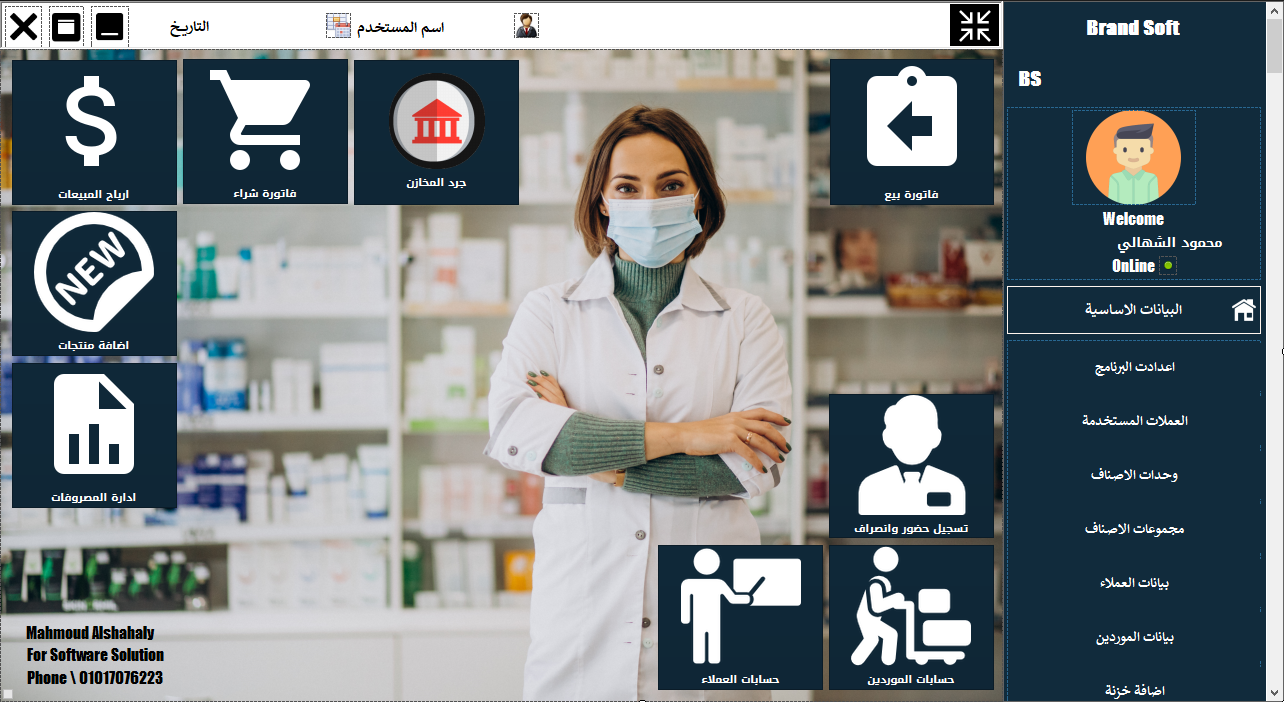 التاريخ
اسم المستخدم
Brand Soft
BS
Welcome
محمود الشهالي
OnLine
البيانات الاساسية
اعدادت البرنامج
العملات المستخدمة
وحدات الاصناف
مجموعات الاصناف
بيانات العملاء
بيانات الموردين
اضافة خزنة
فاتورة بيع
جرد المخازن
فاتورة شراء
ارباح المبيعات
NEW
اضافة منتجات
ادارة المصروفات
تسجيل حضور وانصراف
حسابات الموردين
حسابات العملاء
Mahmoud Alshahaly
For Software Solution
Phone \ 01017076223